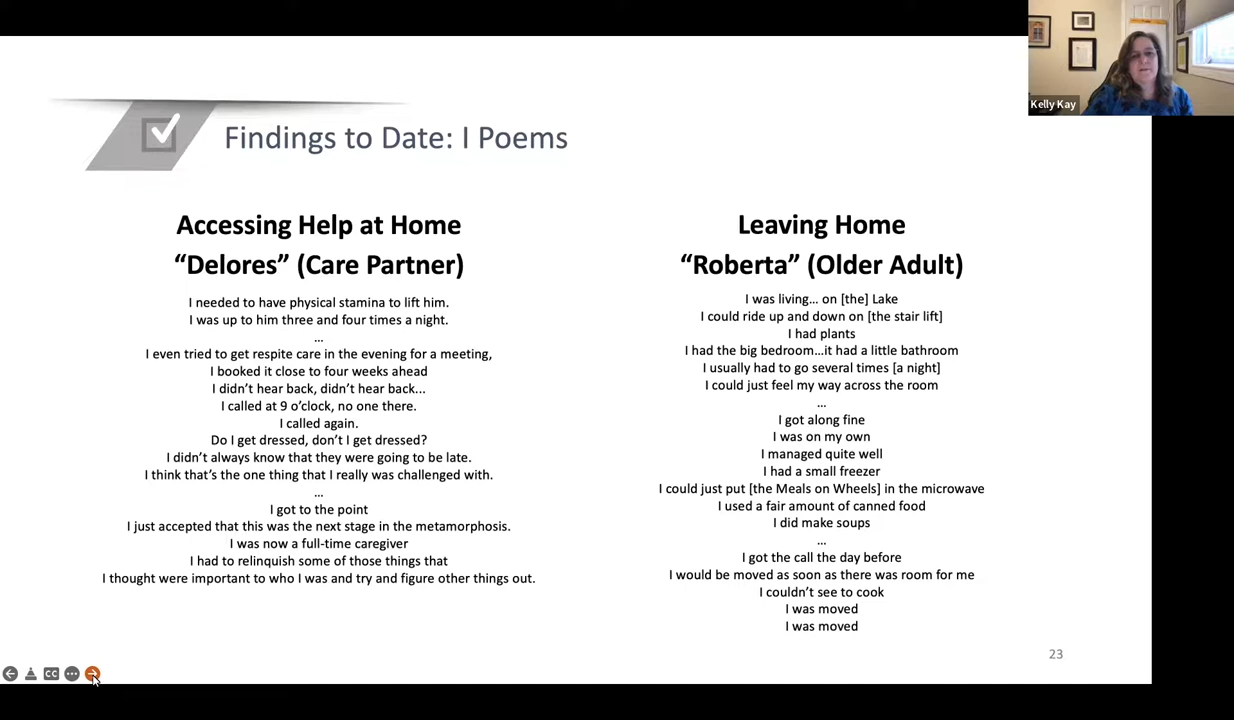 Kelly Kay
Findings to Date: I Poems
Accessing Help at Home
“Delores” (Care Partner)
I needed to have physical stamina to lift him.
I was up to him three and four times a night.
…
I even tried to get respite care in the evening for a meeting,
I booked it close to four weeks ahead
I didn’t hear back, didn’t hear back...
I called at 9 o’clock, no one there.
I called again.
Do I get dressed, don’t I get dressed?
I didn’t always know that they were going to be late.
I think that’s the one thing that I really was challenged with.
…
I got to the point
I just accepted that this was the next stage in the metamorphosis.
I was now a full-time caregiver
I had to relinquish some of those things that
I thought were important to who I was and try and figure other things out.
Leaving Home
“Roberta” (Older Adult)
I was living… on [the] Lake
I could ride up and down on [the stair lift]
I had plants
I had the big bedroom…it had a little bathroom
I usually had to go several times [a night]
I could just feel my way across the room
…
I got along fine
I was on my own
I managed quite well
I had a small freezer
I could just put [the Meals on Wheels] in the microwave
I used a fair amount of canned food
I did make soups
…
I got the call the day before
I would be moved as soon as there was room for me
I couldn’t see to cook
I was moved
I was moved
23
CC